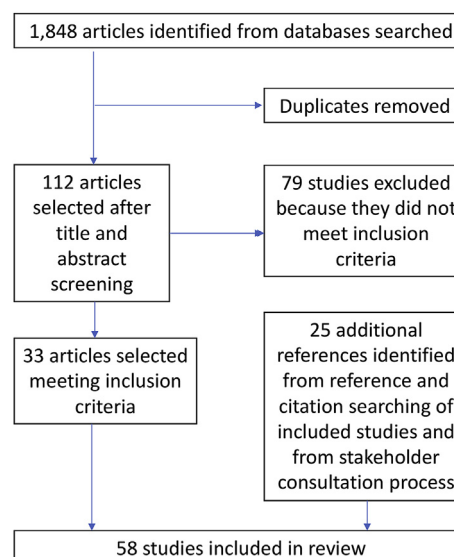 1,848 articles identified from databases searched
Duplicates removed
112 articles
selected after
title and
abstract
screening
79 studies excluded
because they did not
meet inclusion
criteria
33 articles selected
meeting inclusion
criteria
25 additional
references identified
from reference and
citation searching of
included studies and
from stakeholder
consultation process
58 studies included in review